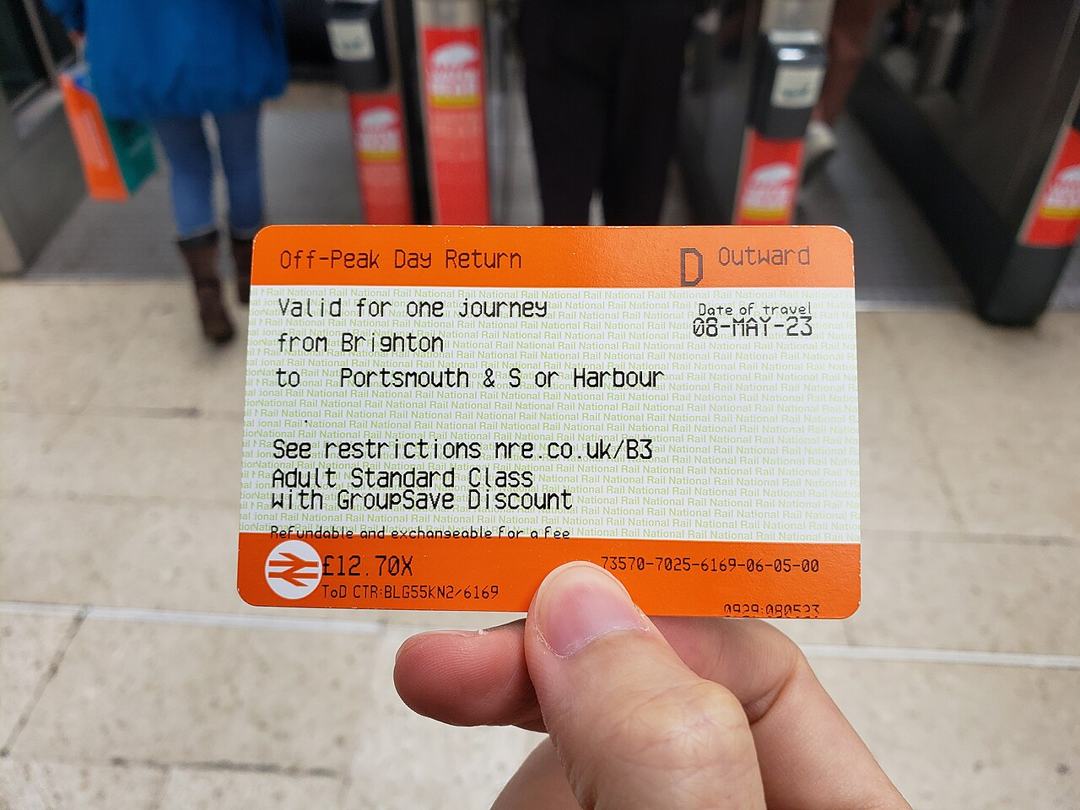 Off-Peak Day Return
D Outward
Valid for one journey
Date of travel
08-MAY-23
from Brighton
to Portsmouth & S or Harbour
See restrictions nre.co.uk/B3
Adult Standard Class
with GroupSave Discount
Refundable and exchangeable for a fee
£12.70X
73570-7025-6169-06-05-00
ToD CTR:BLG55KN2/6169
0929:080523